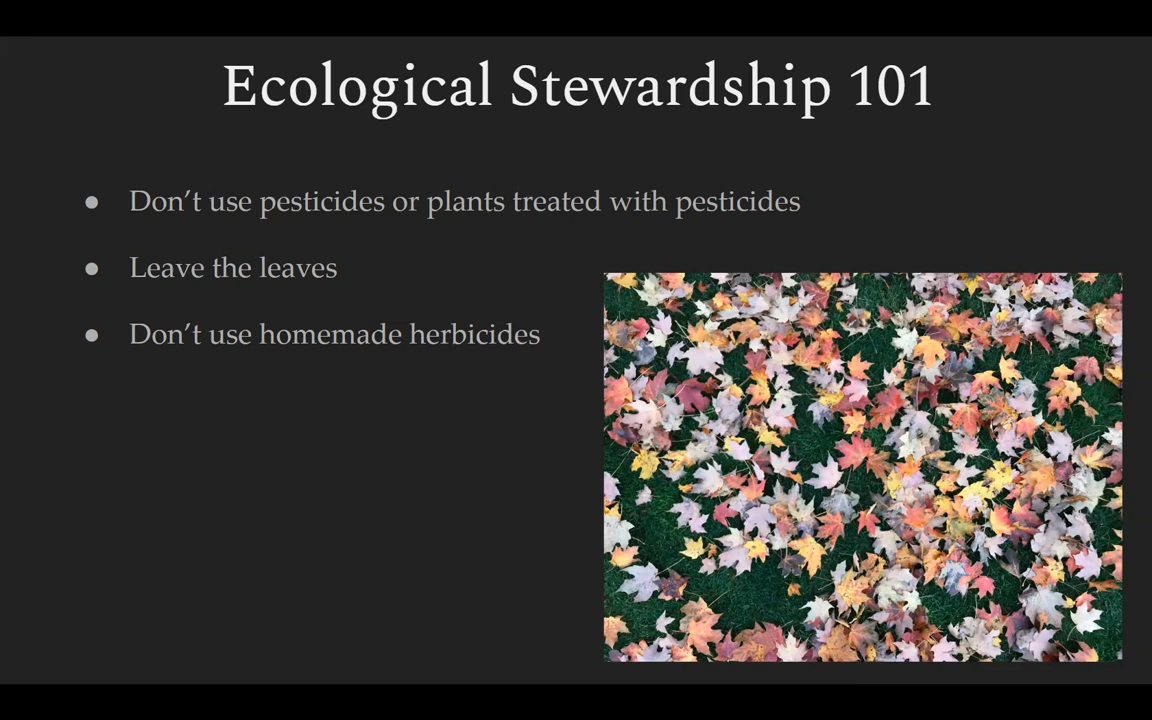 Ecological Stewardship 101
● Don’t use pesticides or plants treated with pesticides
● Leave the leaves
● Don’t use homemade herbicides